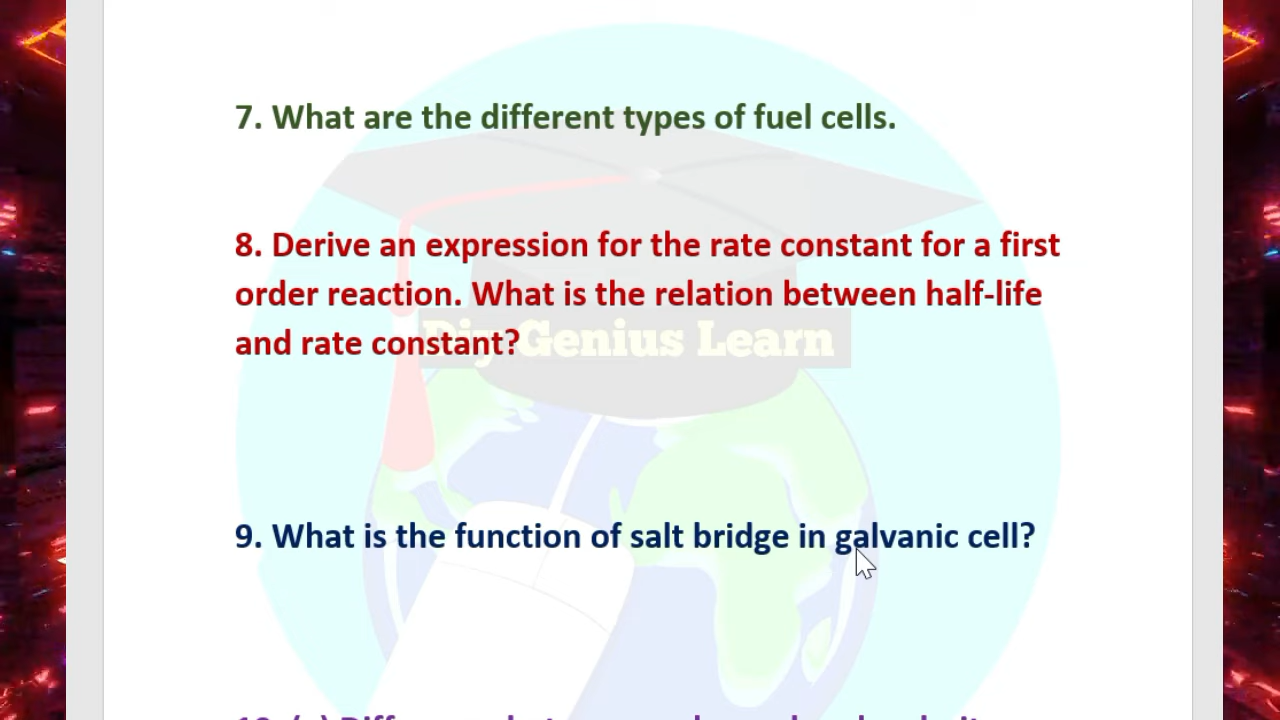 7. What are the different types of fuel cells.
8. Derive an expression for the rate constant for a first
order reaction. What is the relation between half-life
and rate constant?
Diy Genius Learn
9. What is the function of salt bridge in galvanic cell?